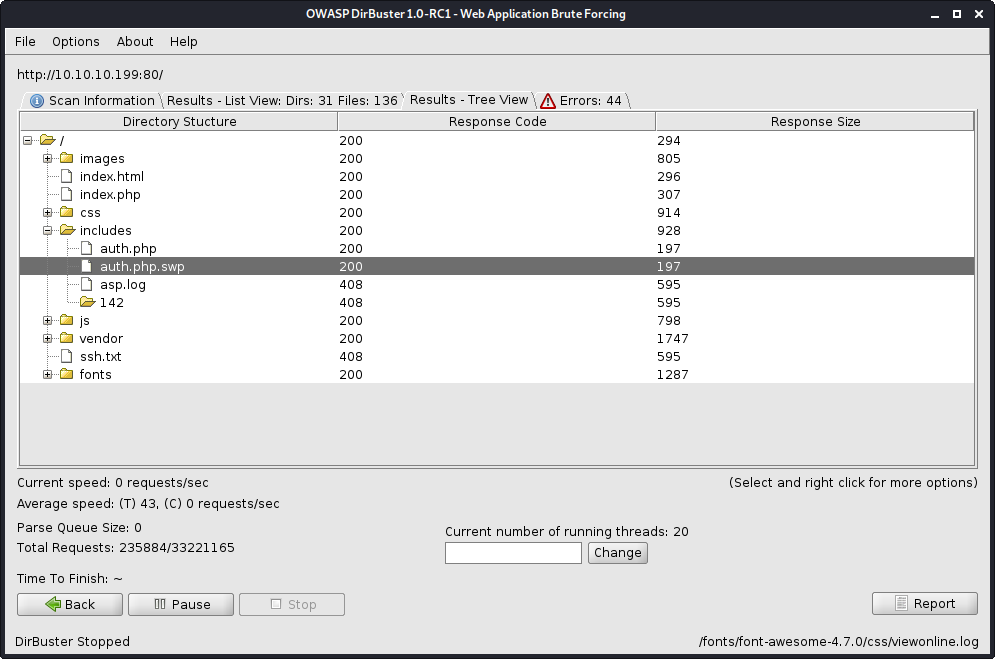 OWASP DirBuster 1.0-RC1 - Web Application Brute Forcing
File Options About Help
http://10.10.10.199:80/
Scan Information Results - List View: Dirs: 31 Files: 136 Results - Tree View Errors: 44
Directory Stucture Response Code Response Size
/ 200 294
images 200 805
index.html 200 296
index.php 200 307
css 200 914
includes 200 928
auth.php 200 197
auth.php.swp 200 197
asp.log 408 595
142 408 595
js 200 798
vendor 200 1747
ssh.txt 408 595
fonts 200 1287
Current speed: 0 requests/sec (Select and right click for more options)
Average speed: (T) 43, (C) 0 requests/sec
Parse Queue Size: 0
Current number of running threads: 20
Total Requests: 235884/33221165
Change
Time To Finish: ~
Back Pause Stop Report
DirBuster Stopped /fonts/font-awesome-4.7.0/css/viewonline.log